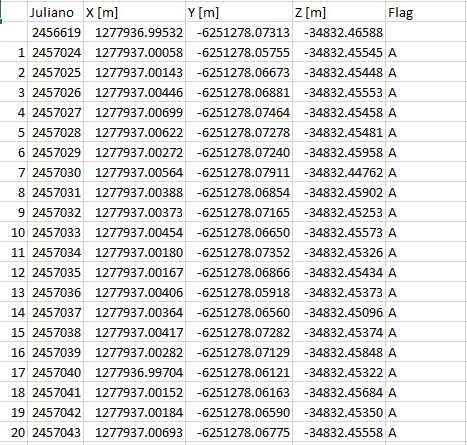 Juliano X [m] Y [m] Z [m] Flag
2456619 1277936.99532 -6251278.07313 -34832.46588
1 2457024 1277937.00058 -6251278.05755 -34832.45545 A
2 2457025 1277937.00143 -6251278.06673 -34832.45448 A
3 2457026 1277937.00446 -6251278.06881 -34832.45553 A
4 2457027 1277937.00699 -6251278.07464 -34832.45458 A
5 2457028 1277937.00622 -6251278.07278 -34832.45481 A
6 2457029 1277937.00272 -6251278.07240 -34832.45958 A
7 2457030 1277937.00564 -6251278.07911 -34832.44762 A
8 2457031 1277937.00388 -6251278.06854 -34832.45902 A
9 2457032 1277937.00373 -6251278.07165 -34832.45253 A
10 2457033 1277937.00454 -6251278.06650 -34832.45573 A
11 2457034 1277937.00180 -6251278.07352 -34832.45326 A
12 2457035 1277937.00167 -6251278.06866 -34832.45434 A
13 2457036 1277937.00406 -6251278.05918 -34832.45373 A
14 2457037 1277937.00364 -6251278.06560 -34832.45096 A
15 2457038 1277937.00417 -6251278.07282 -34832.45374 A
16 2457039 1277937.00282 -6251278.07129 -34832.45848 A
17 2457040 1277936.99704 -6251278.06121 -34832.45322 A
18 2457041 1277937.00152 -6251278.06163 -34832.45684 A
19 2457042 1277937.00184 -6251278.06590 -34832.45350 A
20 2457043 1277937.00693 -6251278.06775 -34832.45558 A